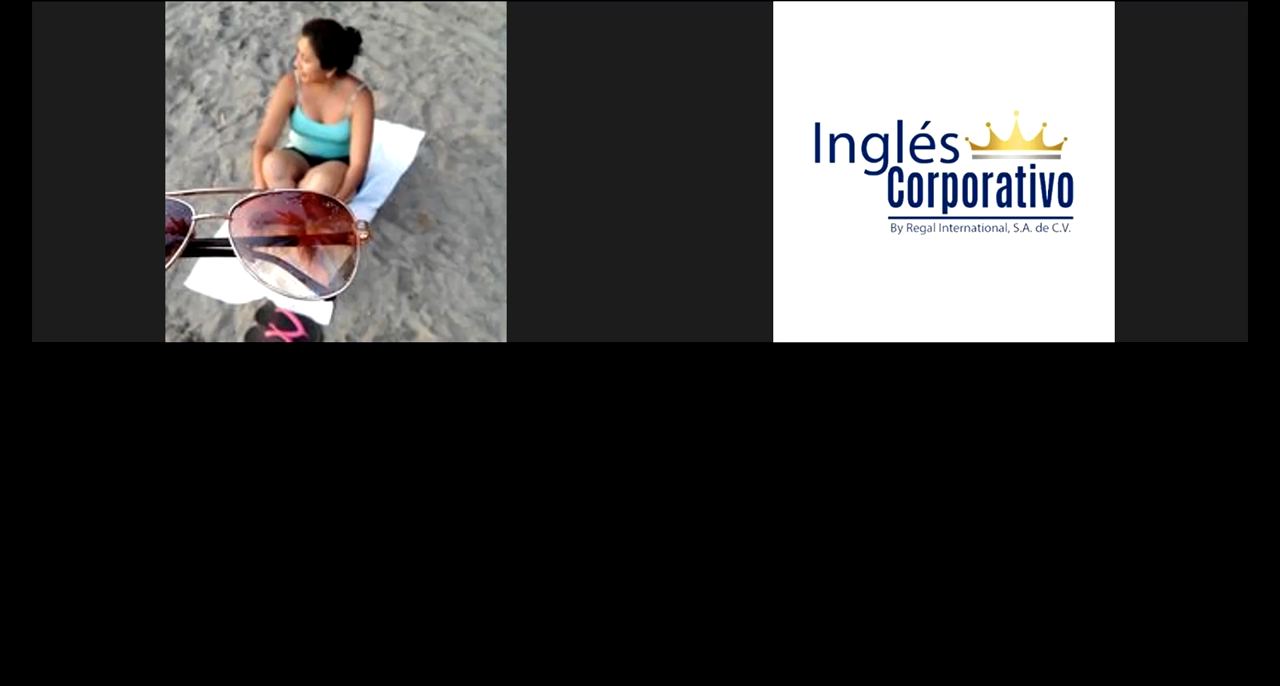 Inglés
Corporativo
By Regal International, S.A. de C.V.